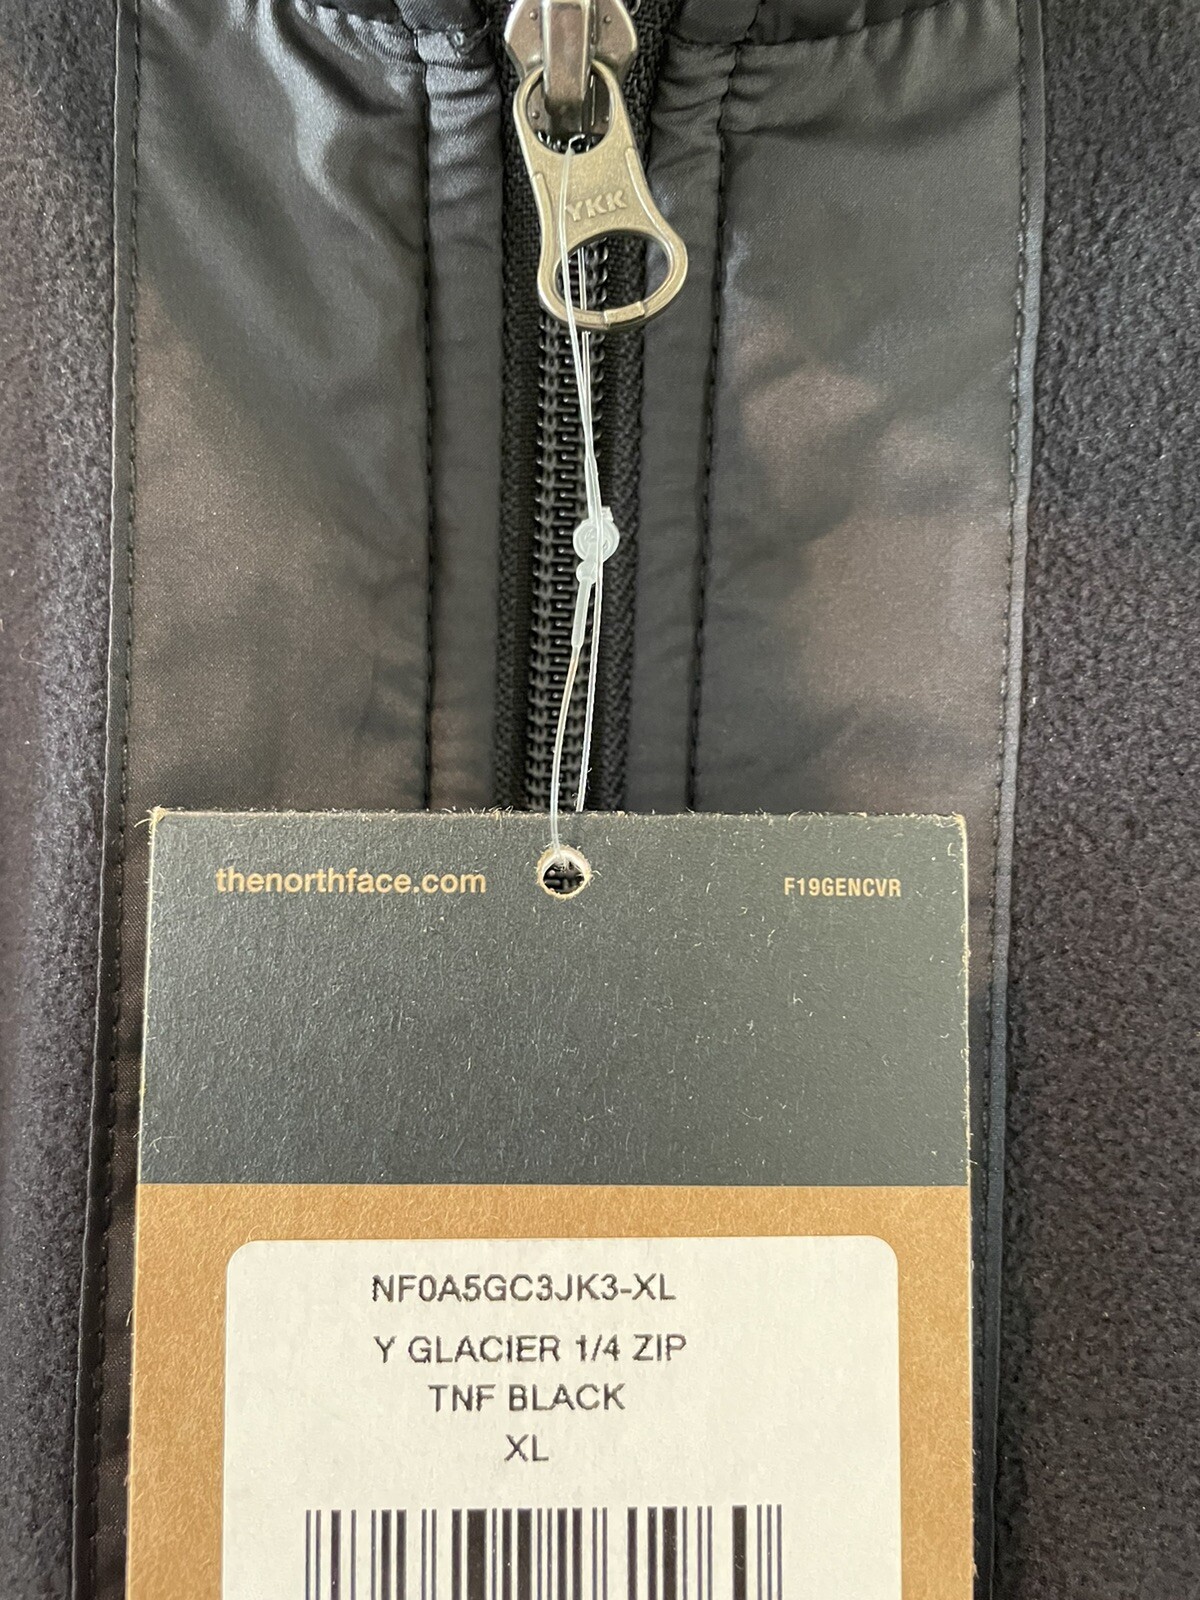 YKK
thenorthface.com
F19GENCVR
NF0A5GC3JK3-XL
Y GLACIER 1/4 ZIP
TNF BLACK
XL